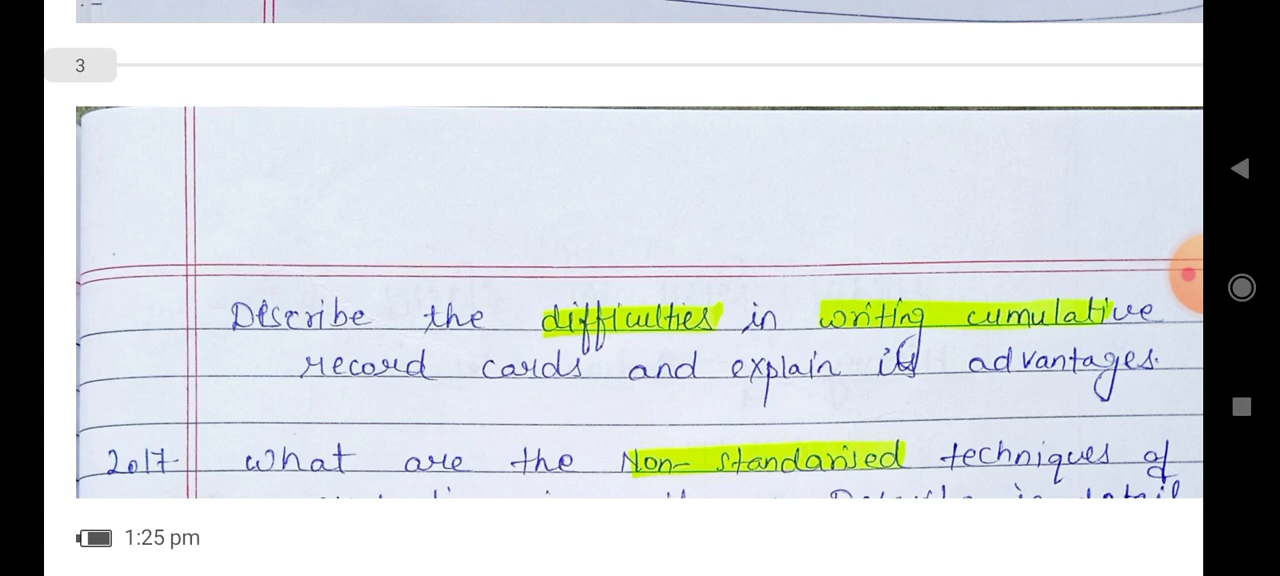 3
Describe the difficulties in writing cumulative
record cards and explain its advantages.
2017. What are the Non-standarised techniques of
1:25 pm